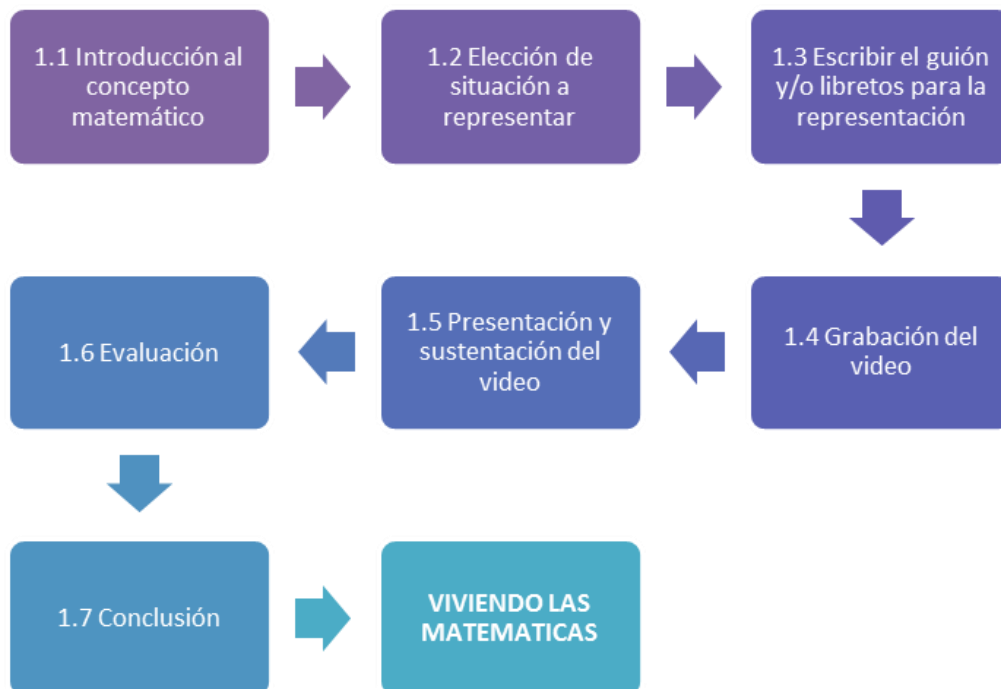 1.1 Introducción al
concepto
matemático
1.2 Elección de
situación a
representar
1.3 Escribir el guión
y/o libretos para la
representación
1.4 Grabación del
video
1.5 Presentación y
sustentación del
video
1.6 Evaluación
1.7 Conclusión
VIVIENDO LAS
MATEMATICAS